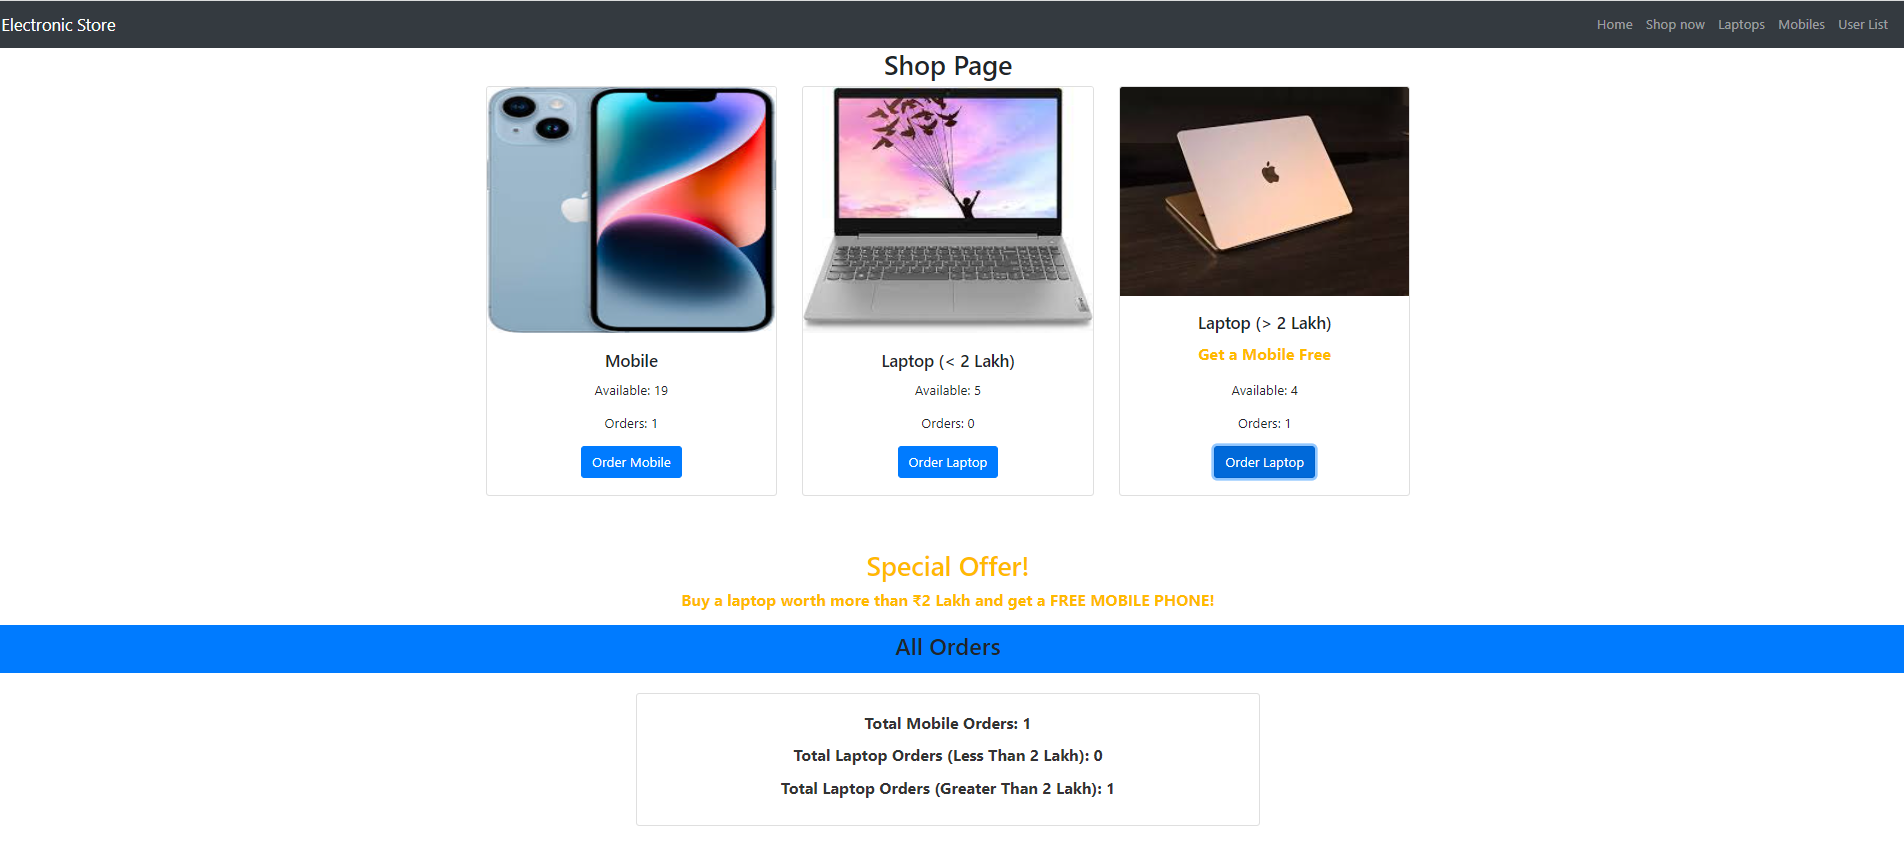 Electronic Store
Home Shop now Laptops Mobiles User List
Shop Page
Mobile
Available: 19
Orders: 1
Order Mobile
Laptop (< 2 Lakh)
Available: 5
Orders: 0
Order Laptop
Laptop (> 2 Lakh)
Get a Mobile Free
Available: 4
Orders: 1
Order Laptop
Special Offer!
Buy a laptop worth more than ₹2 Lakh and get a FREE MOBILE PHONE!
All Orders
Total Mobile Orders: 1
Total Laptop Orders (Less Than 2 Lakh): 0
Total Laptop Orders (Greater Than 2 Lakh): 1